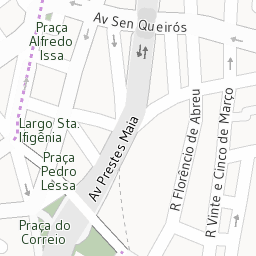 Av Sen Queirós
Praça
Alfredo
Issa
Largo Sta.
Ifigênia
Praça
Pedro
Lessa
Av Prestes Maia
R Florêncio de Abreu
R Vinte e Cinco de Março
Praça do
Correio